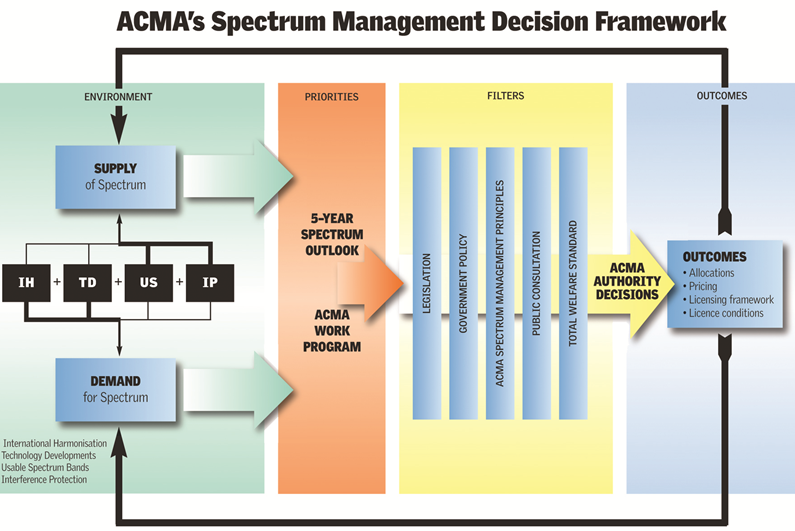 ACMA's Spectrum Management Decision Framework
ENVIRONMENT
SUPPLY
of Spectrum
IH + TD + US + IP
DEMAND
for Spectrum
International Harmonisation
Technology Developments
Usable Spectrum Bands
Interference Protection
PRIORITIES
5-YEAR
SPECTRUM
OUTLOOK
ACMA
WORK
PROGRAM
FILTERS
LEGISLATION
GOVERNMENT POLICY
ACMA SPECTRUM MANAGEMENT PRINCIPLES
PUBLIC CONSULTATION
TOTAL WELFARE STANDARD
ACMA
AUTHORITY
DECISIONS
OUTCOMES
OUTCOMES
• Allocations
• Pricing
• Licensing framework
• Licence conditions